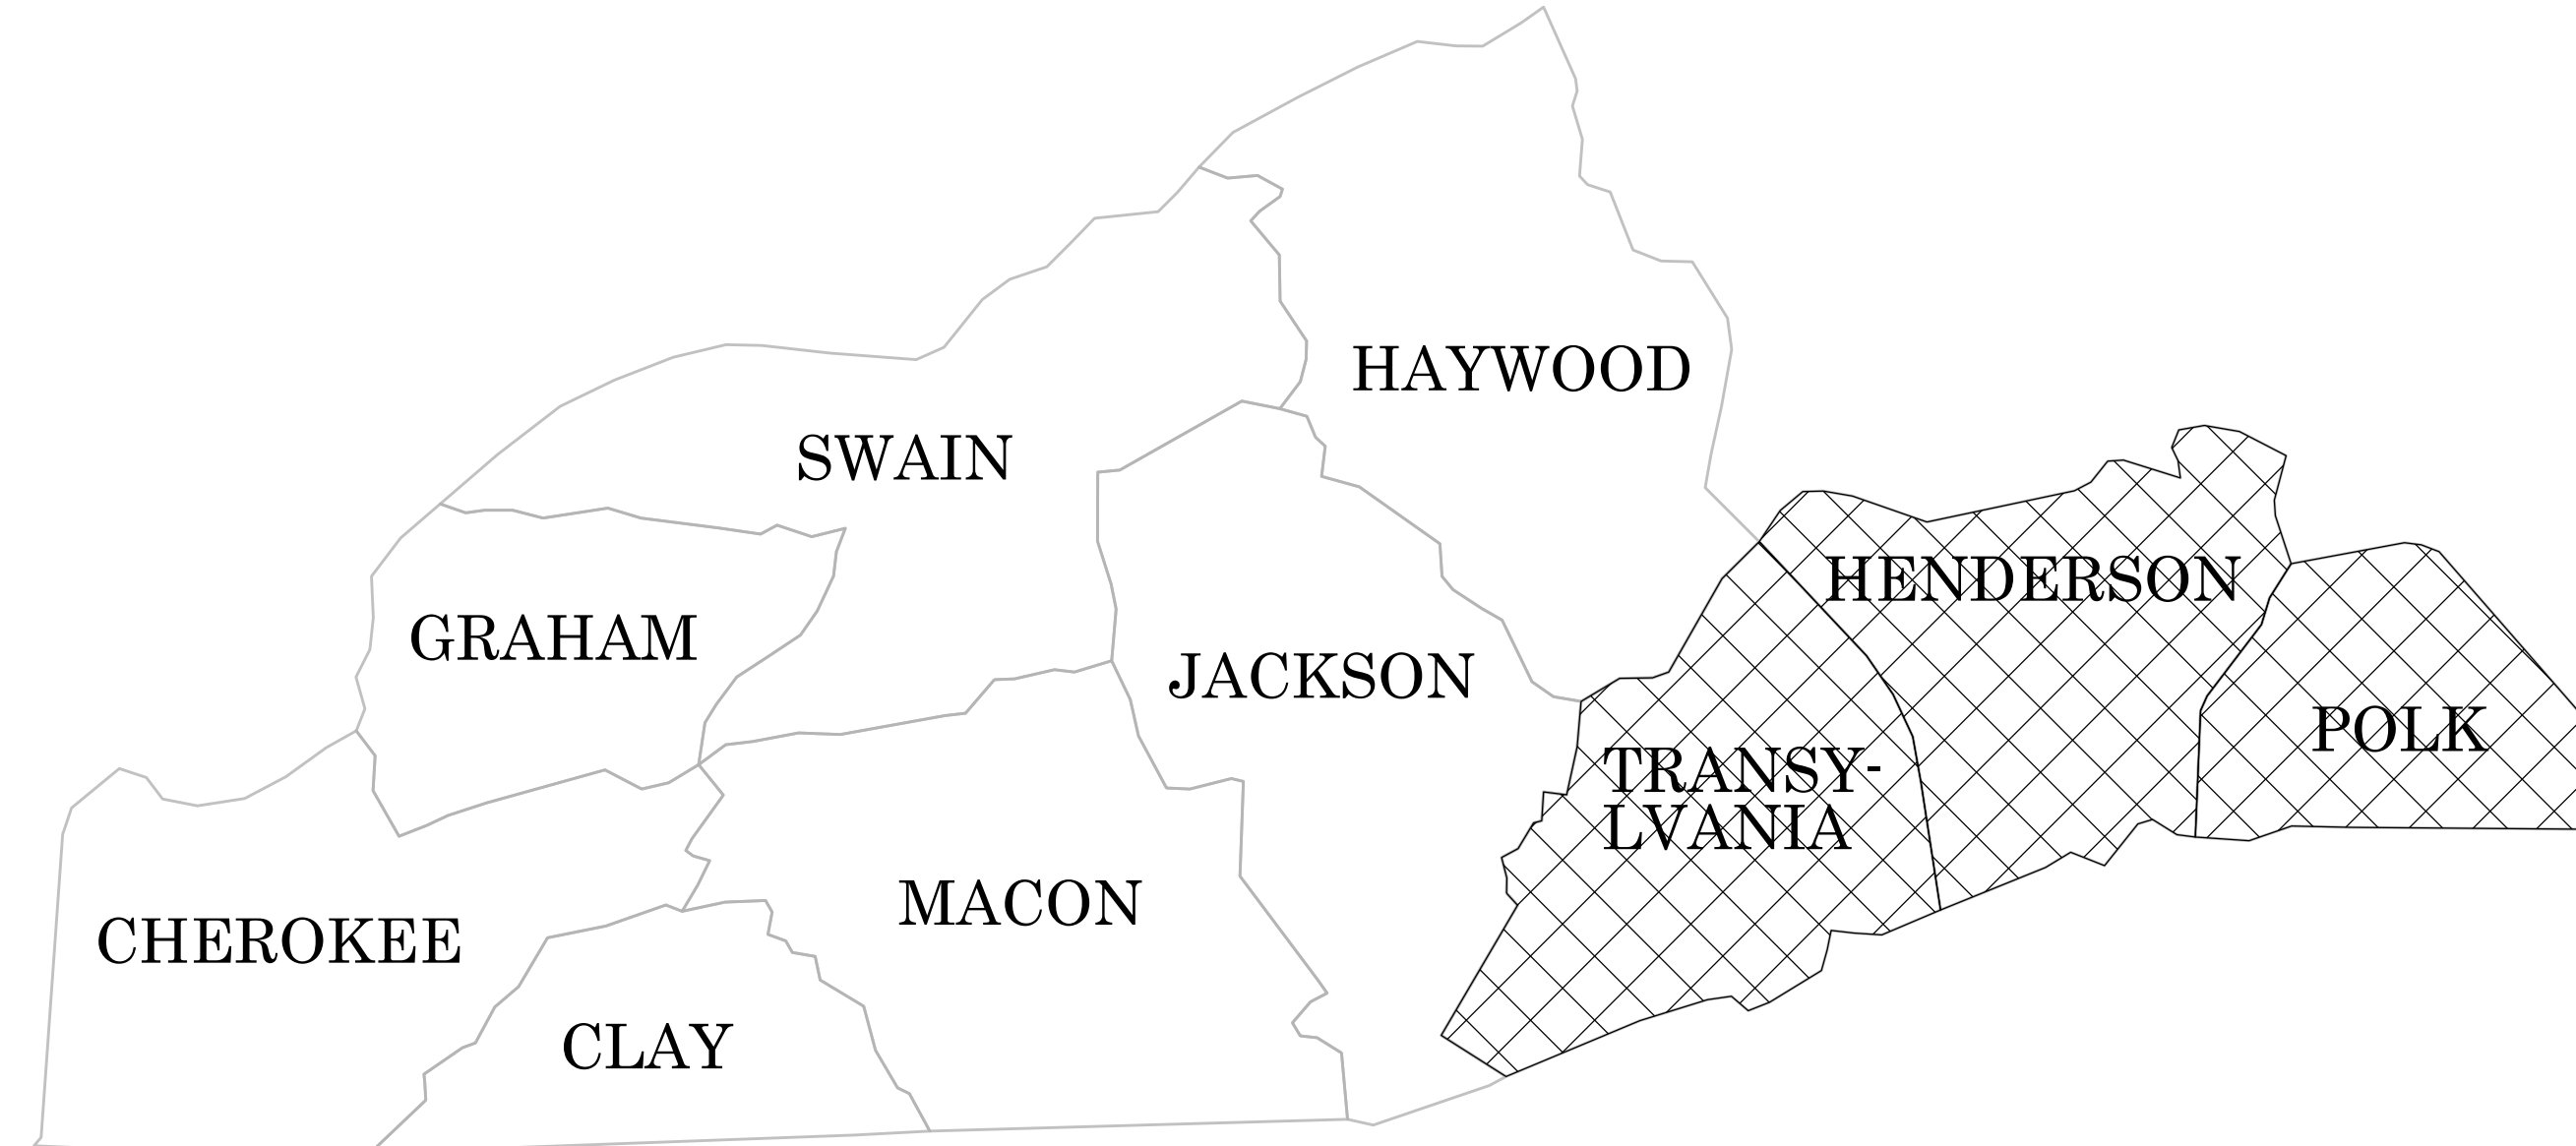 HAYWOOD
SWAIN
HENDERSON
GRAHAM
JACKSON
POLK
TRANSY-
LVANIA
MACON
CHEROKEE
CLAY